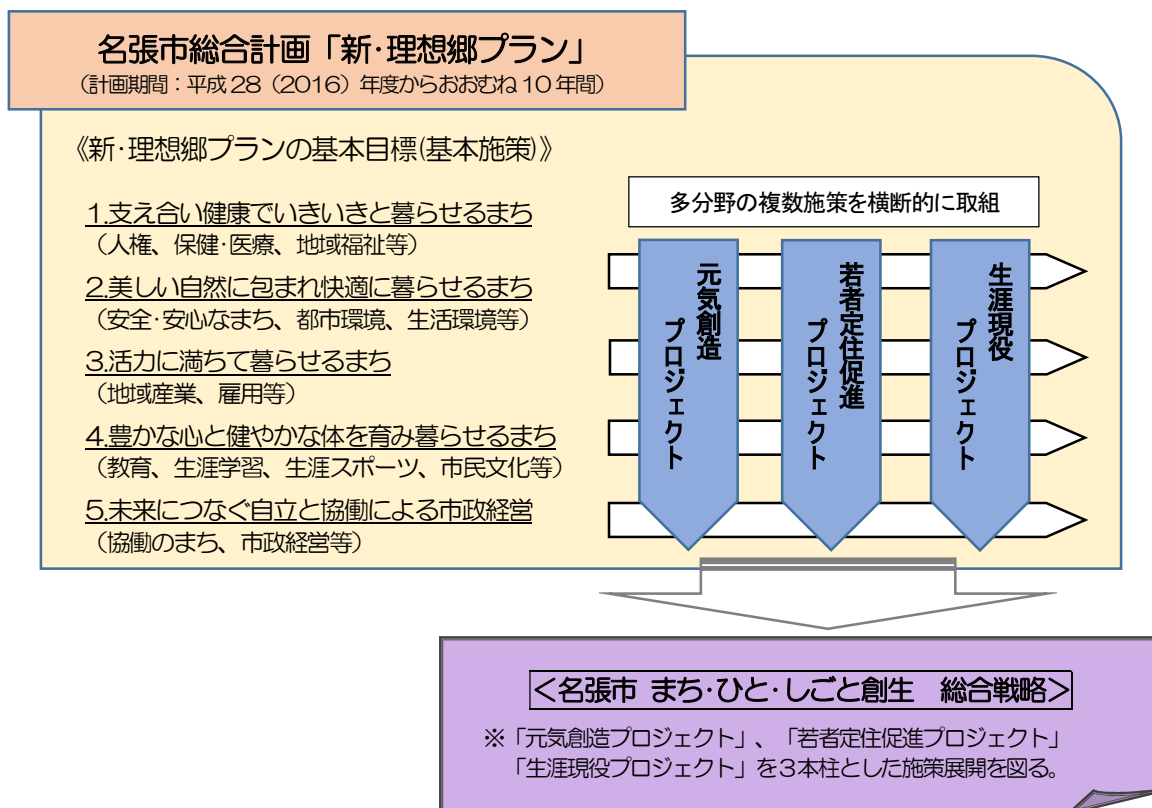 名張市総合計画「新・理想郷プラン」
（計画期間：平成28（2016）年度からおおむね10年間）
《新・理想郷プランの基本目標(基本施策)》
1.支え合い健康でいきいきと暮らせるまち
（人権、保健・医療、地域福祉等）
2.美しい自然に包まれ快適に暮らせるまち
（安全・安心なまち、都市環境、生活環境等）
3.活力に満ちて暮らせるまち
（地域産業、雇用等）
4.豊かな心と健やかな体を育み暮らせるまち
（教育、生涯学習、生涯スポーツ、市民文化等）
5.未来につなぐ自立と協働による市政経営
（協働のまち、市政経営等）
多分野の複数施策を横断的に取組
元気創造
プロジェクト
若者定住促進
プロジェクト
生涯現役
プロジェクト
＜名張市 まち・ひと・しごと創生　総合戦略＞
※「元気創造プロジェクト」、「若者定住促進プロジェクト」
「生涯現役プロジェクト」を３本柱とした施策展開を図る。